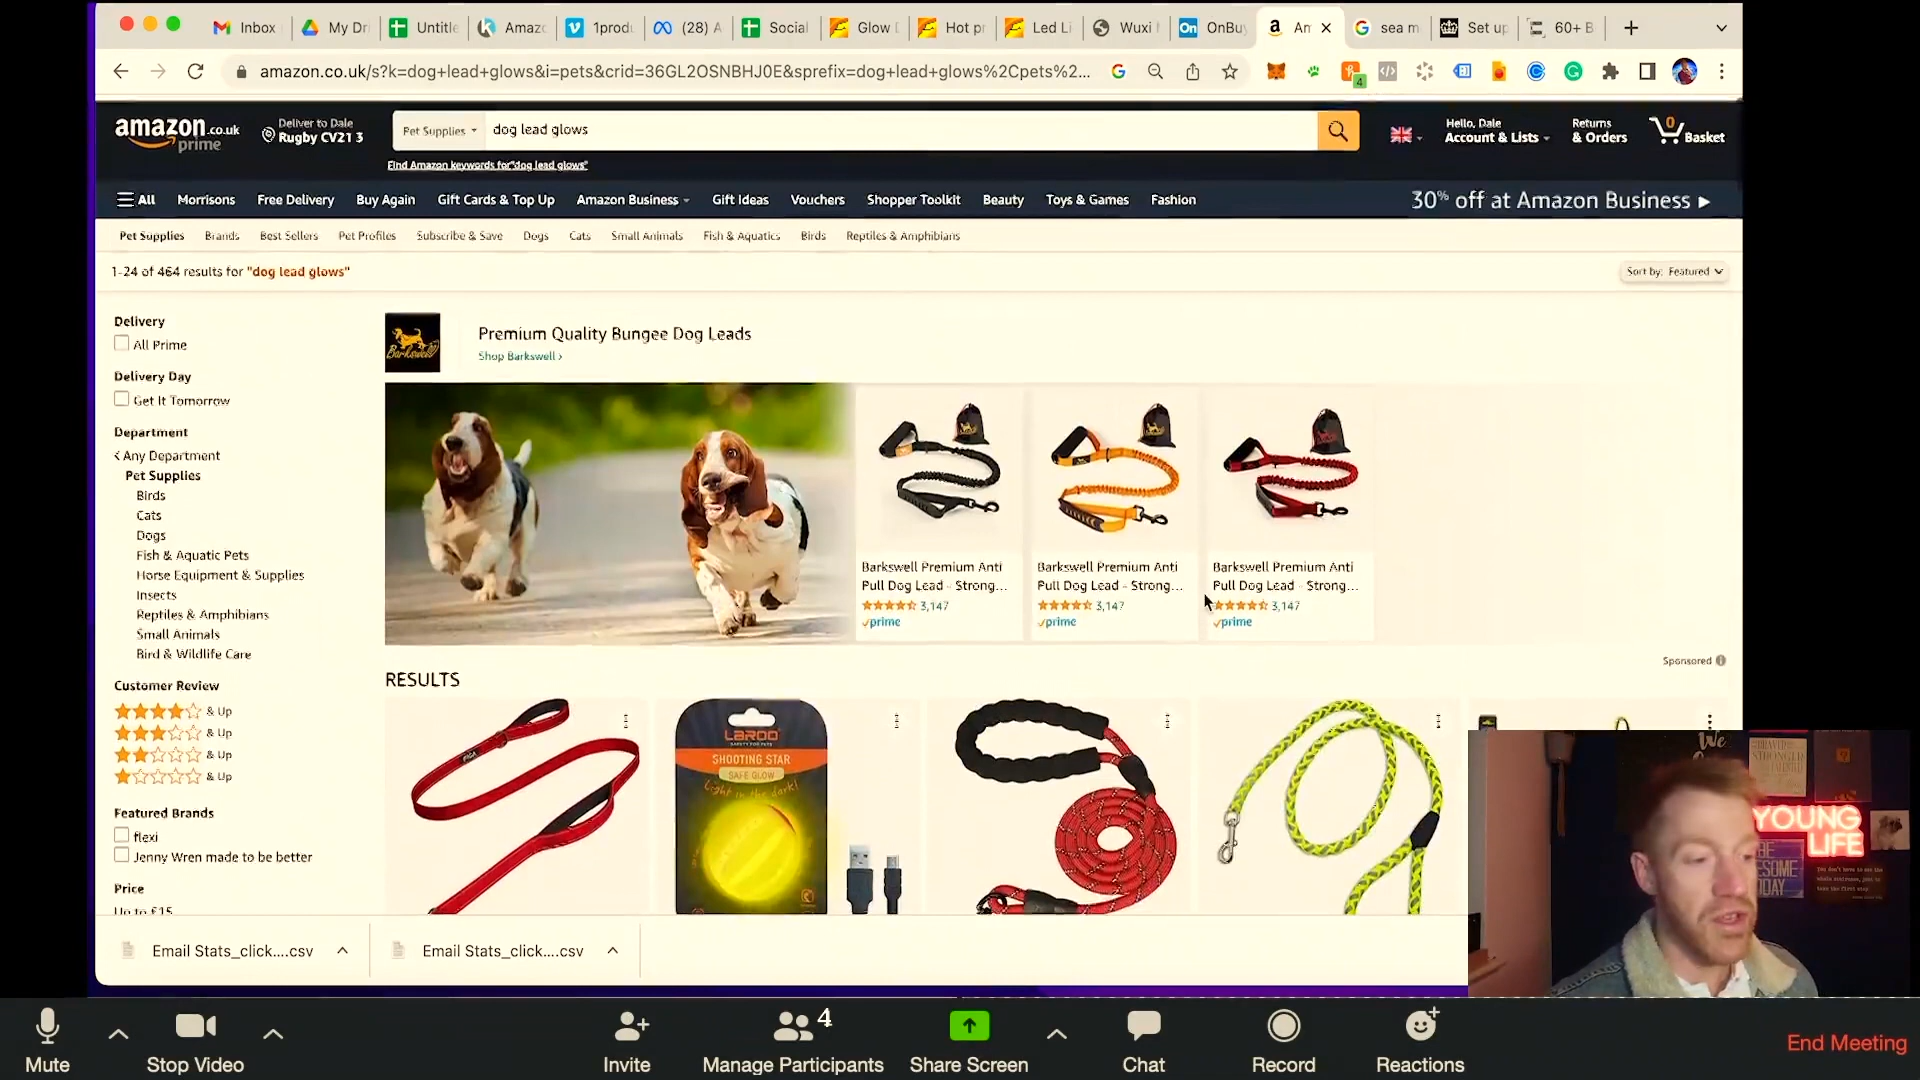 Inbox
My Dr
Untitle
Amazo
1produ
(28) A
Social
Glow D
Hot pr
Led Li
Wuxi
On
OnBu
Am
sea m
Set up
60+ B
amazon.co.uk/s?k=dog+lead+glows&i=pets&crid=36GL2OSNBHJ0E&sprefix=dog+lead+glows%2Cpets%2...
4
amazon.co.uk
prime
Deliver to Dale
Rugby CV21 3
Pet Supplies
dog lead glows
Find Amazon keywords for"dog lead glows"
Hello, Dale
Account & Lists
Returns
& Orders
0
Basket
All
Morrisons
Free Delivery
Buy Again
Gift Cards & Top Up
Amazon Business
Gift Ideas
Vouchers
Shopper Toolkit
Beauty
Toys & Games
Fashion
30% off at Amazon Business
Pet Supplies
Brands
Best Sellers
Pet Profiles
Subscribe & Save
Dogs
Cats
Small Animals
Fish & Aquatics
Birds
Reptiles & Amphibians
1-24 of 464 results for "dog lead glows"
Sort by: Featured
Delivery
All Prime
Delivery Day
Get It Tomorrow
Department
Any Department
Pet Supplies
Birds
Cats
Dogs
Fish & Aquatic Pets
Horse Equipment & Supplies
Insects
Reptiles & Amphibians
Small Animals
Bird & Wildlife Care
Customer Review
& Up
& Up
& Up
& Up
Featured Brands
flexi
Jenny Wren made to be better
Price
Up to £15
Barkswell
Premium Quality Bungee Dog Leads
Shop Barkswell ›
Barkswell Premium Anti
Pull Dog Lead - Strong...
3,147
prime
Barkswell Premium Anti
Pull Dog Lead - Strong...
3,147
prime
Barkswell Premium Anti
Pull Dog Lead - Strong...
3,147
prime
Sponsored
RESULTS
LAROO
SHOOTING STAR
SAFE GLOW
Light in the dark!
We
YOUNG
LIFE
Email Stats_click....csv
Email Stats_click....csv
Mute
Stop Video
Invite
4
Manage Participants
Share Screen
Chat
Record
Reactions
End Meeting